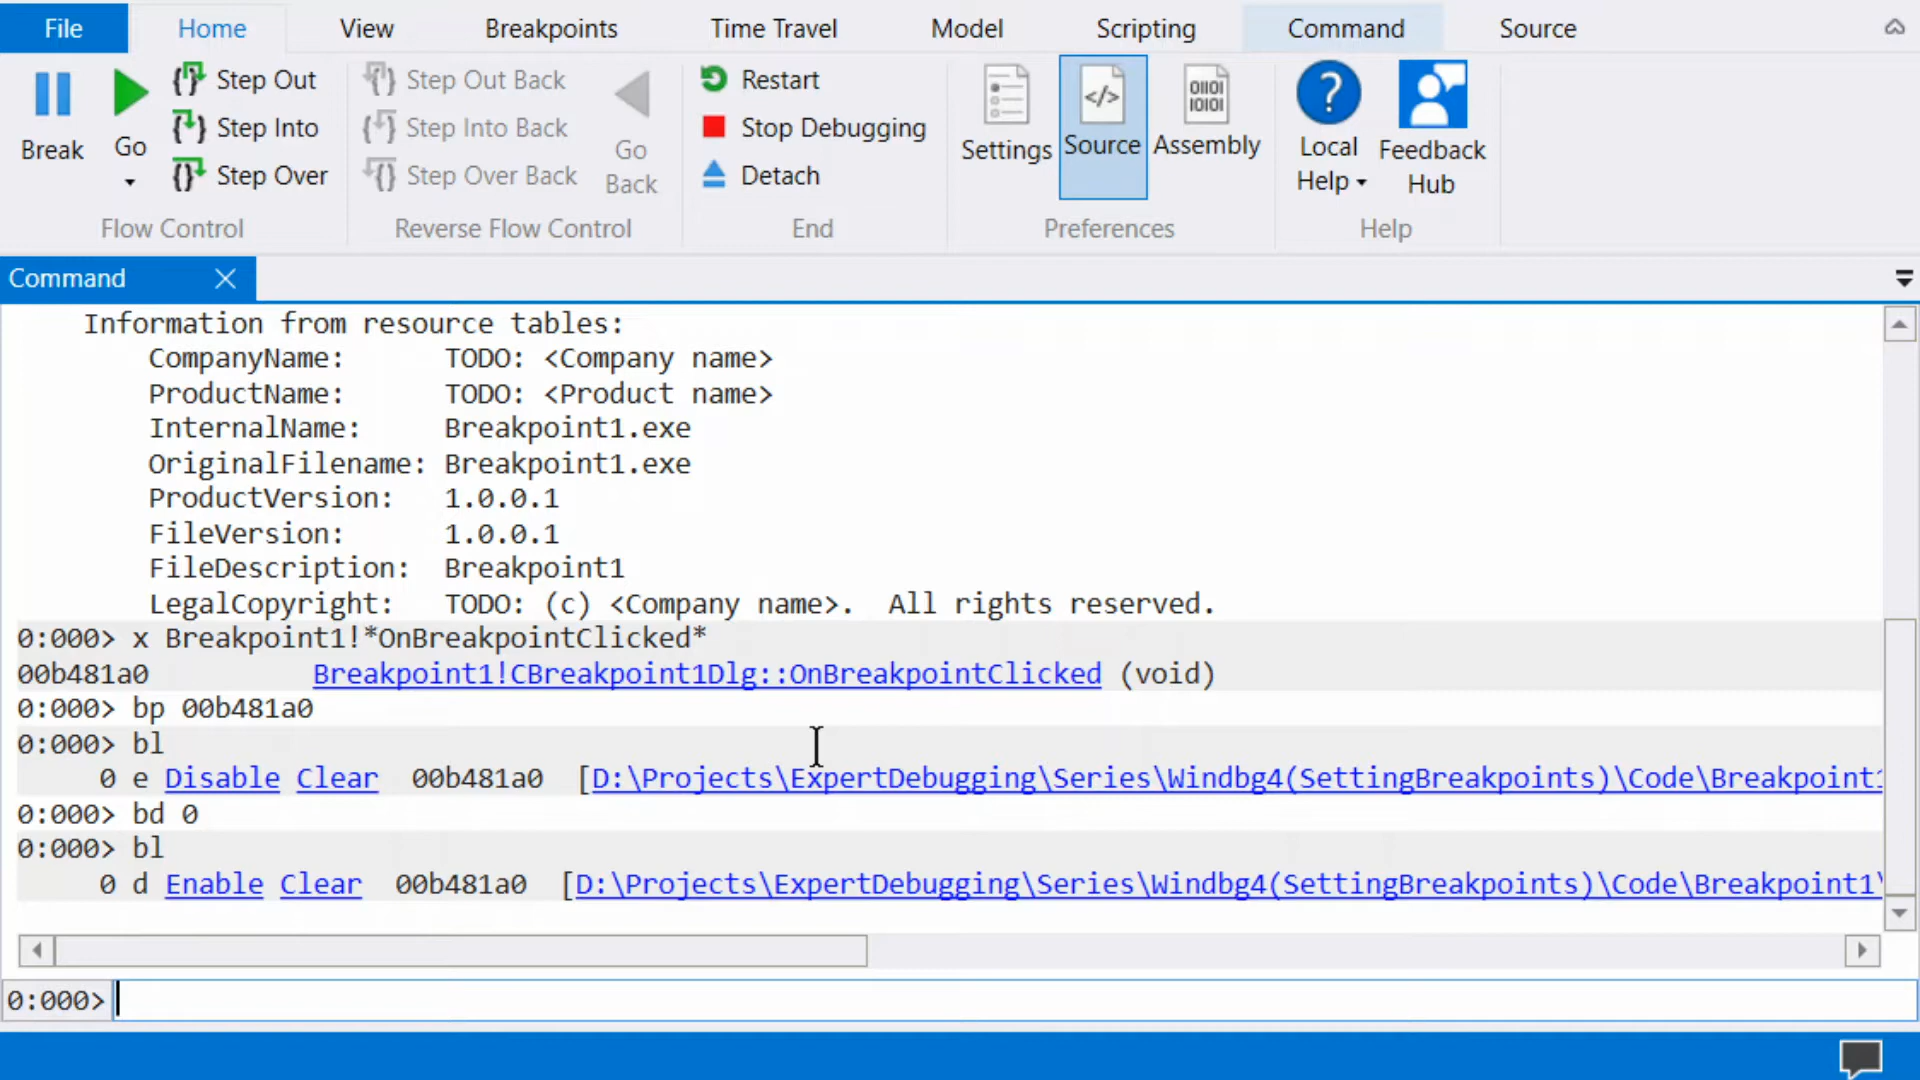 File Home View Breakpoints Time Travel Model Scripting Command Source
Break
Go
Step Out
Step Into
Step Over
Flow Control
Step Out Back
Step Into Back
Step Over Back
Go
Back
Reverse Flow Control
Restart
Stop Debugging
Detach
End
Settings
Source
Assembly
Preferences
Local
Help
Feedback
Hub
Help
Command
Information from resource tables:
CompanyName: TODO: <Company name>
ProductName: TODO: <Product name>
InternalName: Breakpoint1.exe
OriginalFilename: Breakpoint1.exe
ProductVersion: 1.0.0.1
FileVersion: 1.0.0.1
FileDescription: Breakpoint1
LegalCopyright: TODO: (c) <Company name>. All rights reserved.
0:000> x Breakpoint1!*OnBreakpointClicked*
00b481a0 Breakpoint1!CBreakpoint1Dlg::OnBreakpointClicked (void)
0:000> bp 00b481a0
0:000> bl
0 e Disable Clear 00b481a0 [D:\Projects\ExpertDebugging\Series\Windbg4(SettingBreakpoints)\Code\Breakpoint1
0:000> bd 0
0:000> bl
0 d Enable Clear 00b481a0 [D:\Projects\ExpertDebugging\Series\Windbg4(SettingBreakpoints)\Code\Breakpoint1\
0:000>